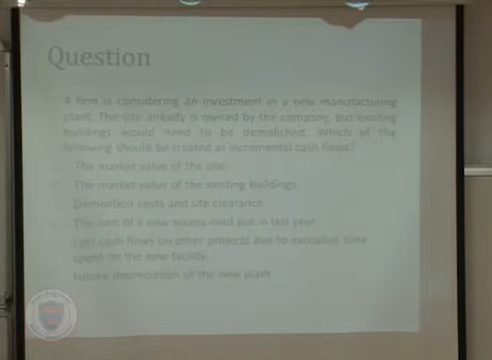 Question
A firm is considering an investment in a new manufacturing
plant. The site already is owned by the company, but existing
buildings would need to be demolished. Which of the
following should be treated as incremental cash flows?
The market value of the site.
The market value of the existing buildings.
Demolition costs and site clearance
The cost of a new access road put in last year.
Lost cash flows on other projects due to executive time
spent on the new facility.
Future depreciation of the new plant